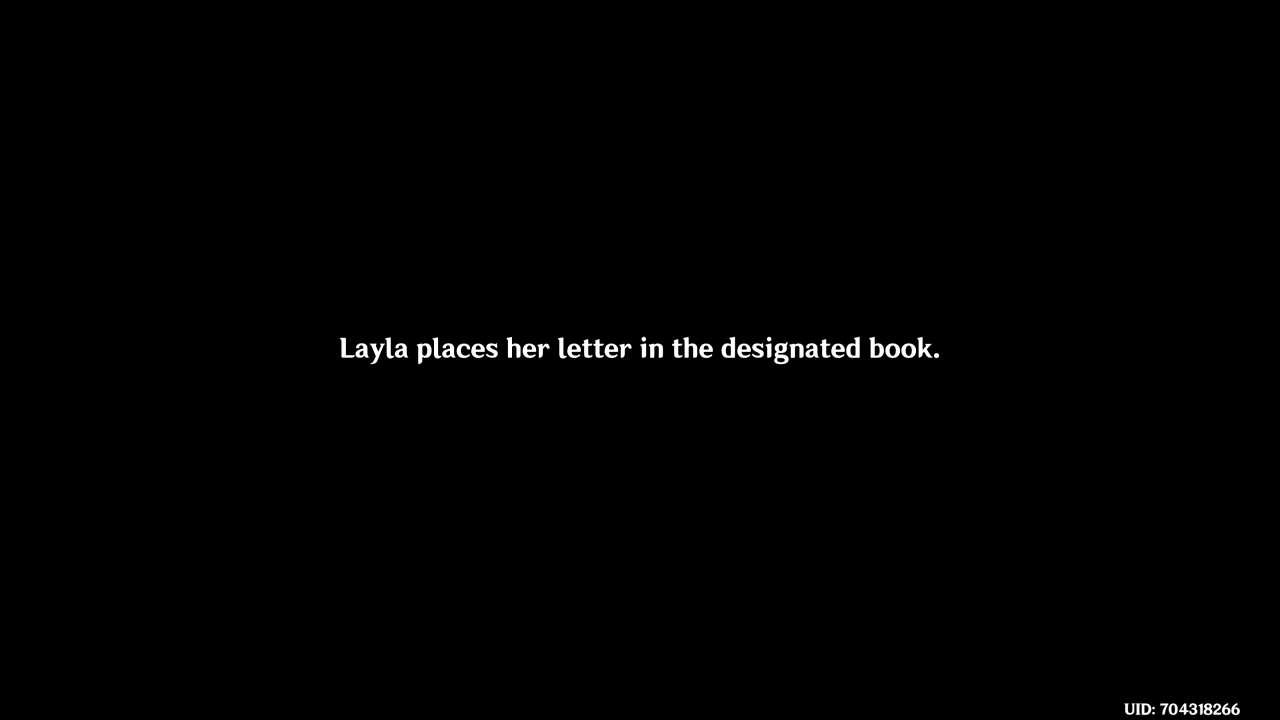 Layla places her letter in the designated book.
UID: 704318266